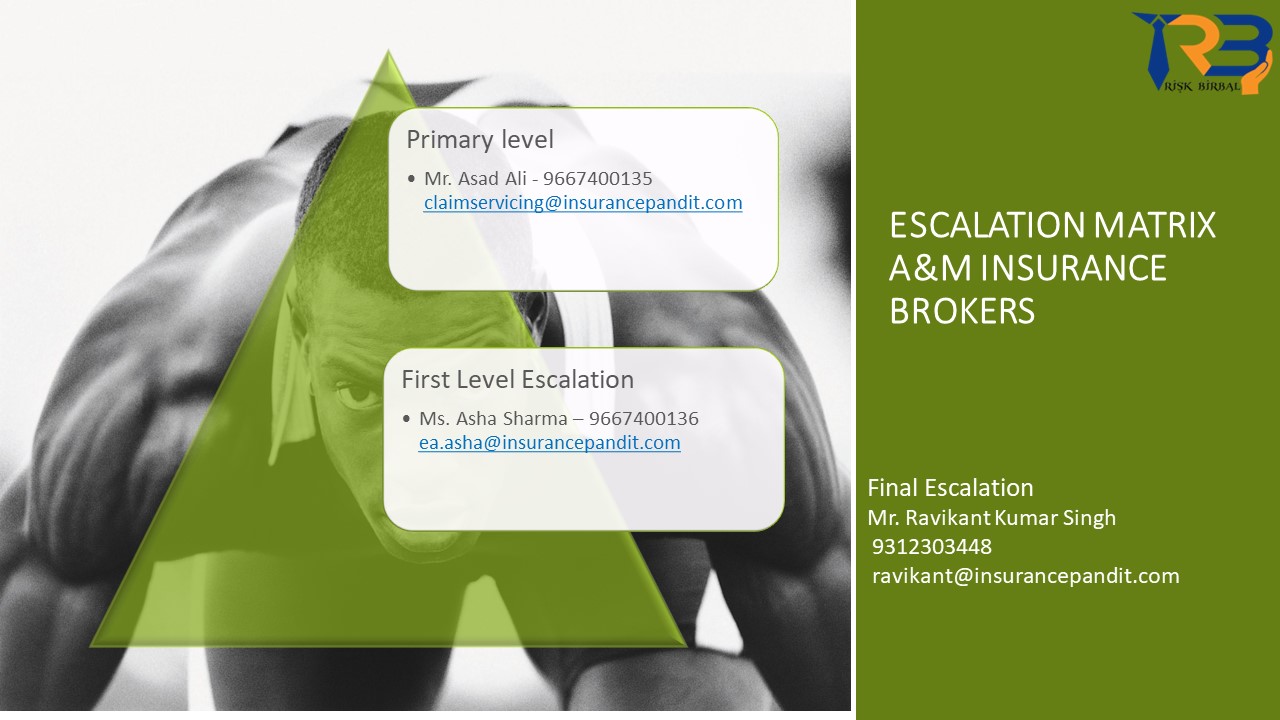 RISK BIRBAL
Primary level
• Mr. Asad Ali - 9667400135
claimservicing@insurancepandit.com
First Level Escalation
• Ms. Asha Sharma – 9667400136
ea.asha@insurancepandit.com
ESCALATION MATRIX
A&M INSURANCE
BROKERS
Final Escalation
Mr. Ravikant Kumar Singh
9312303448
ravikant@insurancepandit.com